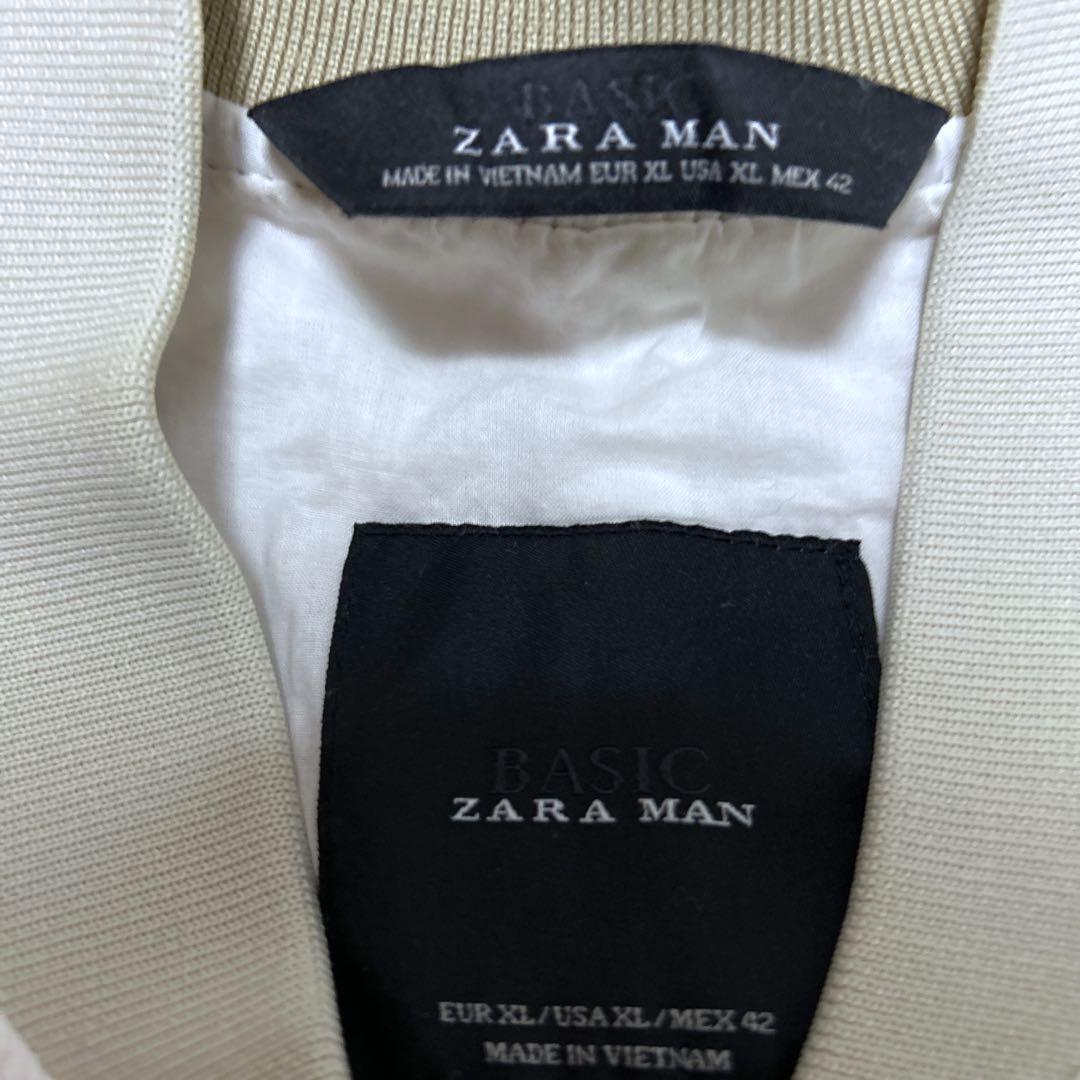 BASIC
ZARA MAN
MADE IN VIETNAM EUR XL USA XL MEX 42
BASIC
ZARA MAN
EUR XL / USA XL / MEX 42
MADE IN VIETNAM